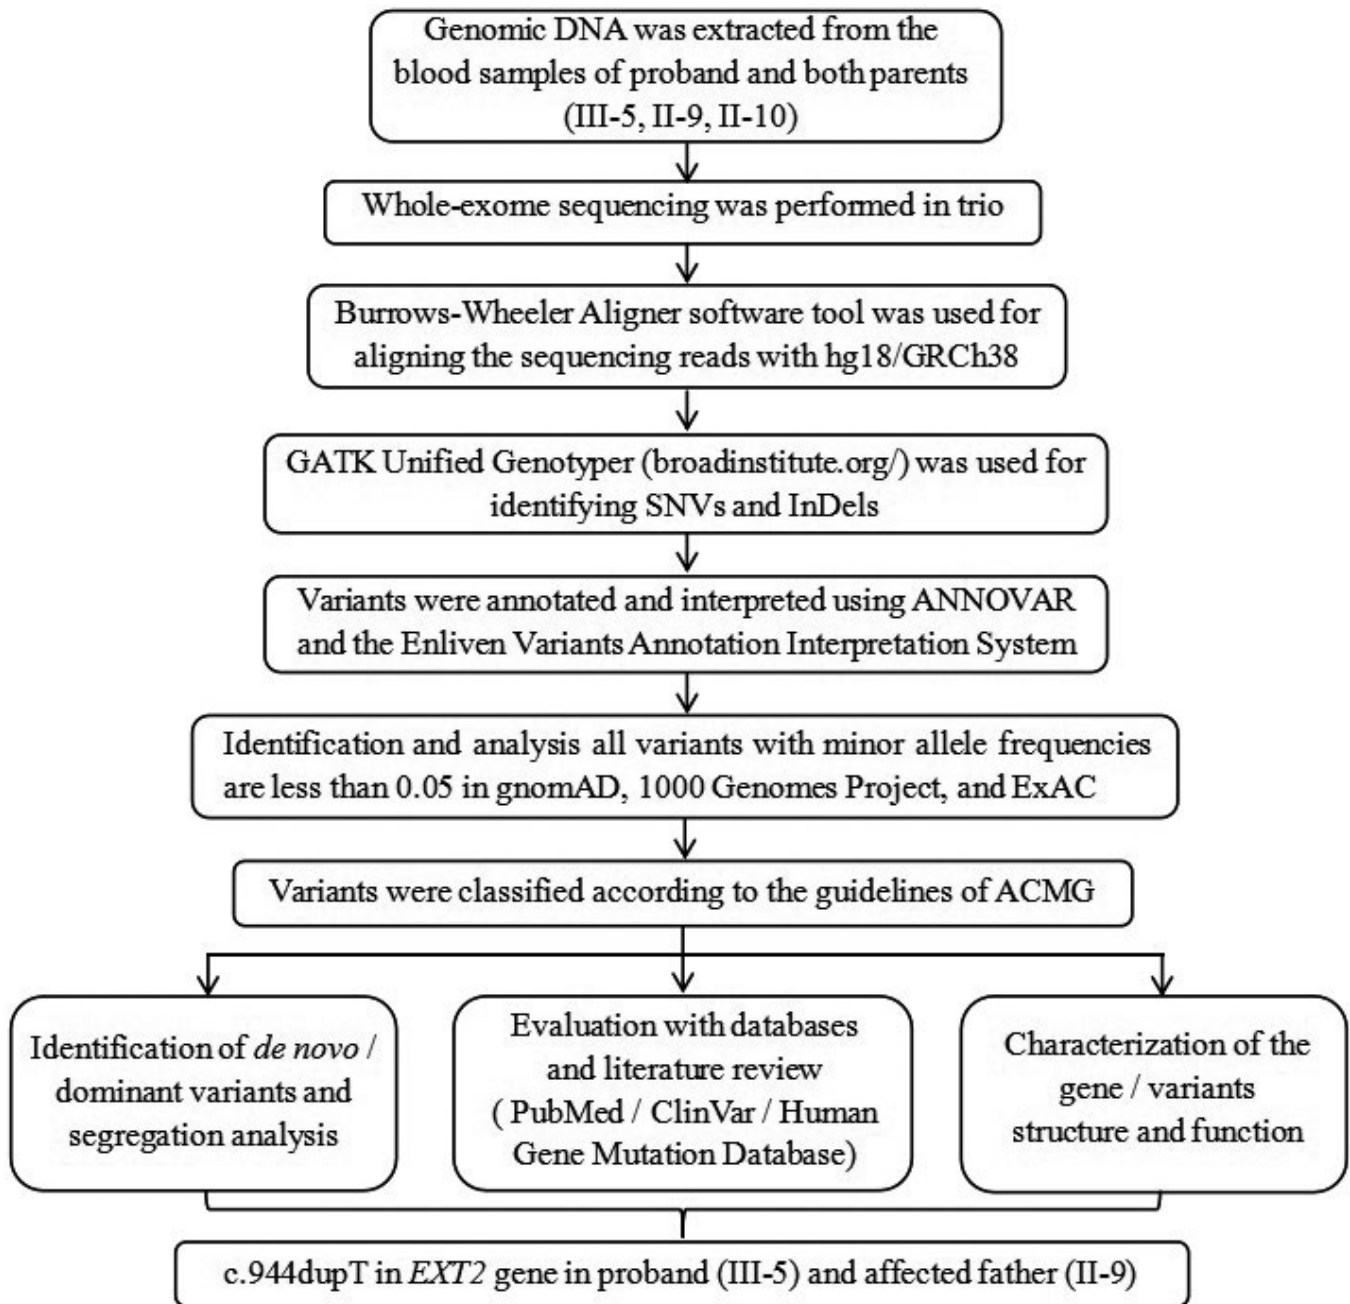 Genomic DNA was extracted from the
blood samples of proband and both parents
(III-5, II-9, II-10)
Whole-exome sequencing was performed in trio
Burrows-Wheeler Aligner software tool was used for
aligning the sequencing reads with hg18/GRCh38
GATK Unified Genotyper (broadinstitute.org/) was used for
identifying SNVs and InDels
Variants were annotated and interpreted using ANNOVAR
and the Enliven Variants Annotation Interpretation System
Identification and analysis all variants with minor allele frequencies
are less than 0.05 in gnomAD, 1000 Genomes Project, and ExAC
Variants were classified according to the guidelines of ACMG
Identification of de novo /
dominant variants and
segregation analysis
Evaluation with databases
and literature review
( PubMed / ClinVar / Human
Gene Mutation Database)
Characterization of the
gene / variants
structure and function
c.944dupT in EXT2 gene in proband (III-5) and affected father (II-9)